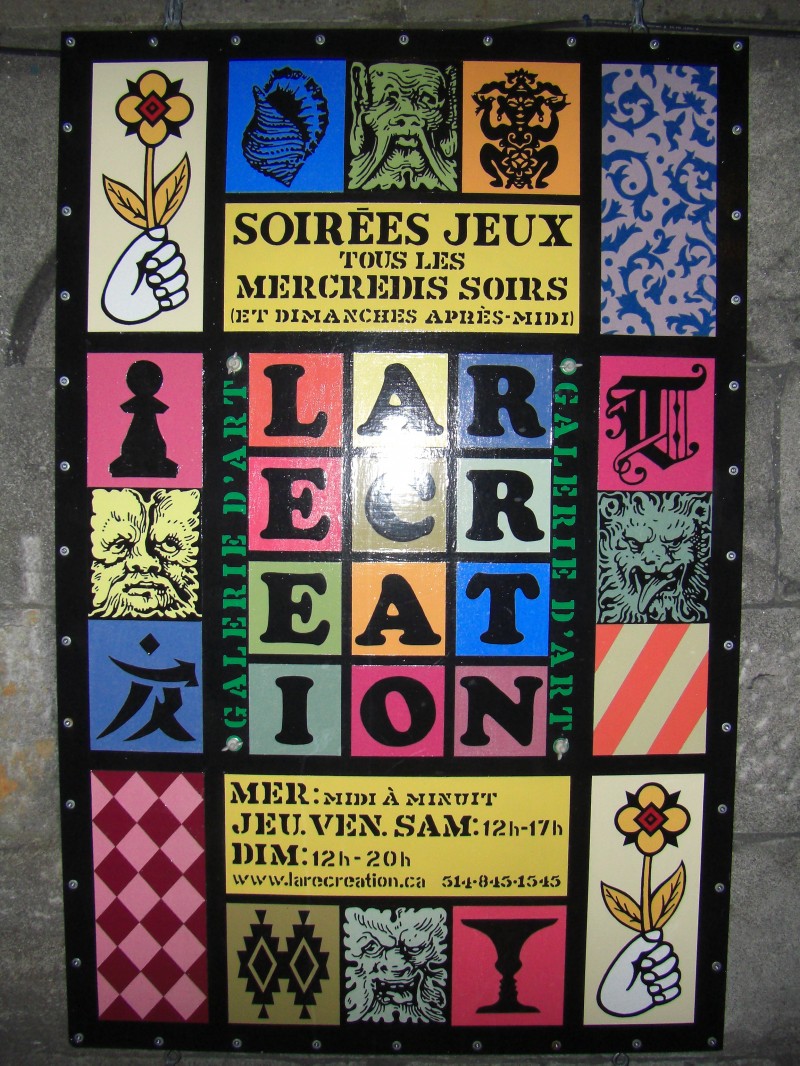 SOIRĒES JEUX
TOUS LES
MERCREDIS SOIRS
(ET DIMANCHES APRÈS-MIDI)
GALERIE D'ART
LAR
ECR
EAT
ION
GALERIE D'ART
T
MER: MIDI À MINUIT
JEU. VEN. SAM: 12h-17h
DIM: 12h-20h
www.larecreation.ca 514·845·1545